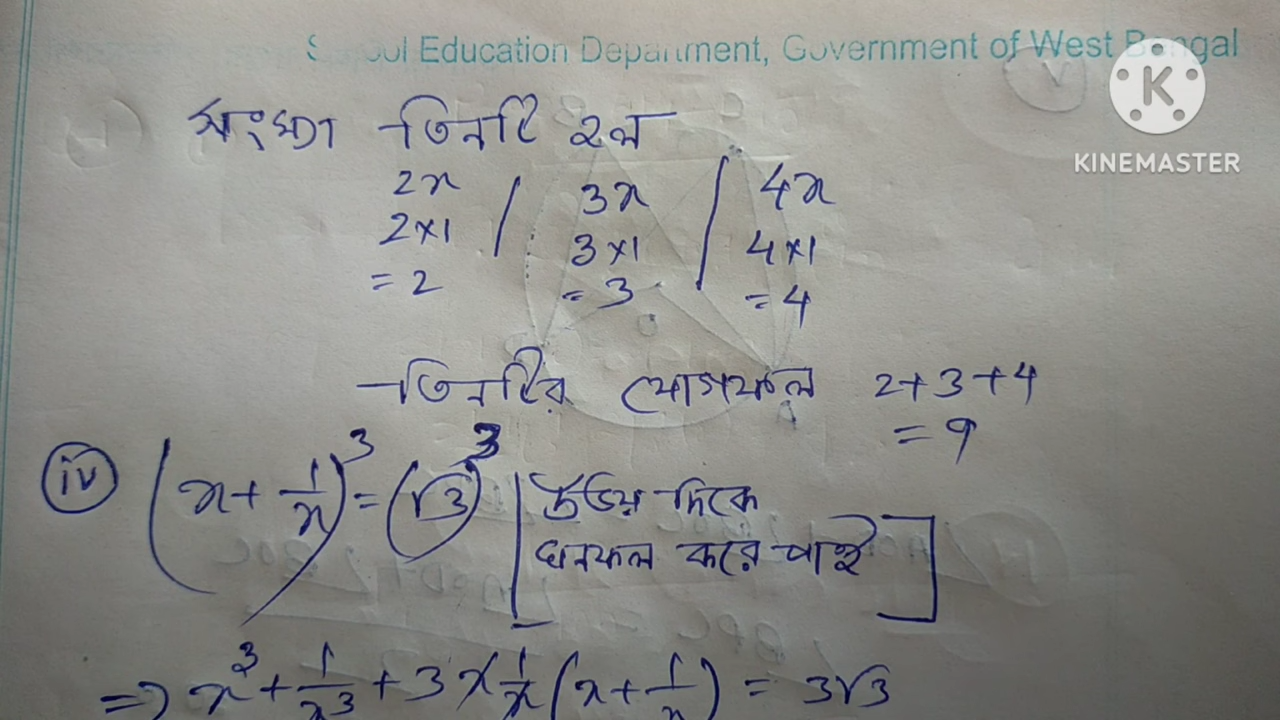 School Education Department, Government of West Bengal
KINEMASTER
সংখ্যা তিনটি হল
2x / 3x / 4x
2×1 3×1 4×1
= 2 = 3 = 4
তিনটির যোগফল 2+3+4
= 9
(iv) (x + 1/x)³ = (√3)³ [উভয় দিকে
ঘনফল করে পাই]
=> x³ + 1/x³ + 3 x 1/x (x + 1/x) = 3√3